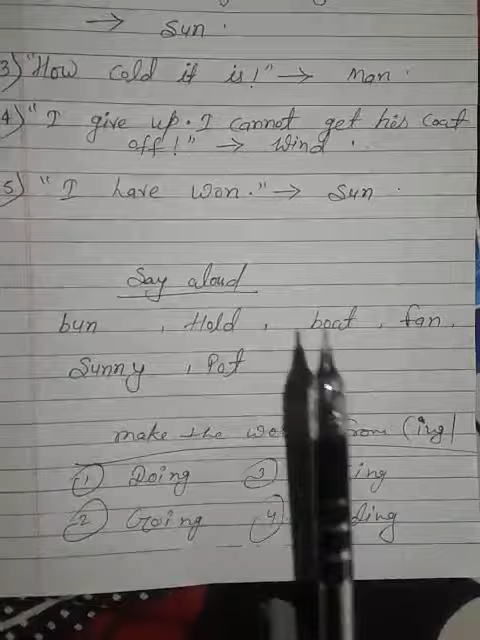 → Sun.
3) "How cold it is!" → Man.
4) "I give up. I cannot get his coat
off!" → Wind.
5) "I have won." → Sun.
Say aloud
bun, Hold, boat, fan,
Sunny, Pot
make the from (ing)
① Doing ③ ing
② Going ④ ding